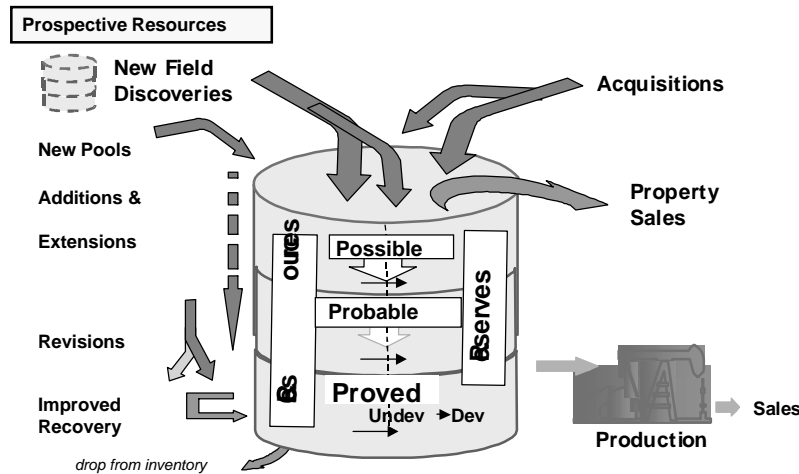 Prospective Resources
New Field
Discoveries
Acquisitions
New Pools
Additions &
Extensions
Property
Sales
Possible
Probable
Revisions
Proved
Undev
Dev
Improved
Recovery
Sales
Production
drop from inventory